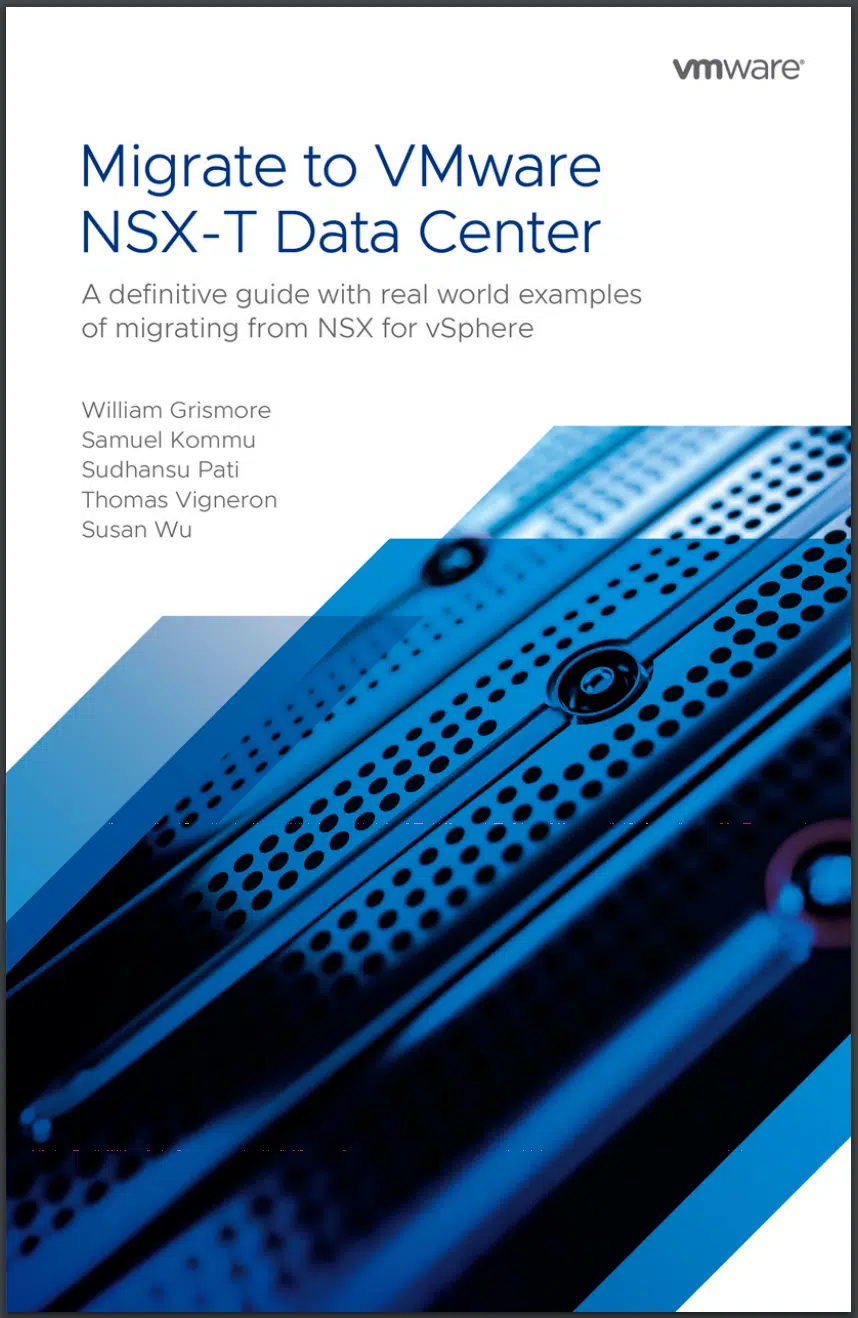 vmware®
Migrate to VMware
NSX-T Data Center
A definitive guide with real world examples
of migrating from NSX for vSphere
William Grismore
Samuel Kommu
Sudhansu Pati
Thomas Vigneron
Susan Wu